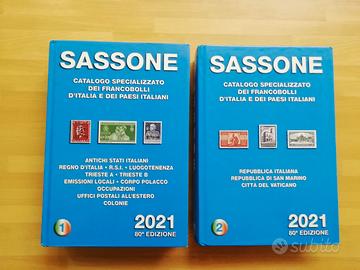 SASSONE
CATALOGO SPECIALIZZATO
DEI FRANCOBOLLI
D'ITALIA E DEI PAESI ITALIANI
ANTICHI STATI ITALIANI
REGNO D'ITALIA • R.S.I. • LUOGOTENENZA
TRIESTE A • TRIESTE B
EMISSIONI LOCALI • CORPO POLACCO
OCCUPAZIONI
UFFICI POSTALI ALL'ESTERO
COLONIE
1
2021
80ª EDIZIONE
SASSONE
CATALOGO SPECIALIZZATO
DEI FRANCOBOLLI
D'ITALIA E DEI PAESI ITALIANI
REPUBBLICA ITALIANA
REPUBBLICA DI SAN MARINO
CITTÀ DEL VATICANO
2
2021
80ª EDIZIONE
subito